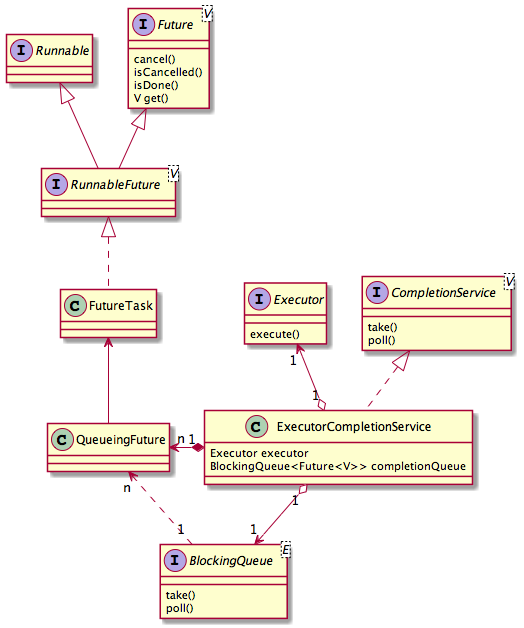 V
I Future
cancel()
isCancelled()
isDone()
V get()
I Runnable
V
I RunnableFuture
C FutureTask
I Executor
execute()
V
I CompletionService
take()
poll()
1
1
C QueueingFuture
n 1
C ExecutorCompletionService
Executor executor
BlockingQueue<Future<V>> completionQueue
n
1
1
1
E
I BlockingQueue
take()
poll()